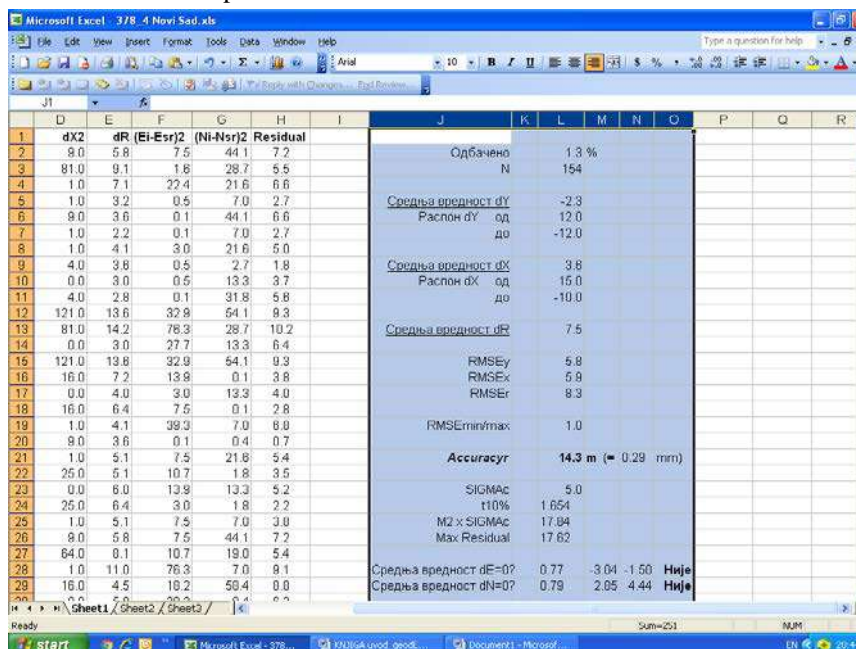 Microsoft Excel - 378_4 Novi Sad.xls
File Edit View Insert Format Tools Data Window Help Type a question for help
Arial 10 B I U $ % ,
Reply with Changes... End Review...
J1 fx
D E F G H I J K L M N O P Q R
1 dX2 dR (Ei-Esr)2 (Ni-Nsr)2 Residual
2 9.0 5.8 7.5 44.1 7.2 Одбачено 1.3 %
3 81.0 9.1 1.6 28.7 5.5 N 154
4 1.0 7.1 22.4 21.6 6.6
5 1.0 3.2 0.5 7.0 2.7 Средња вредност dY -2.3
6 9.0 3.6 0.1 44.1 6.6 Распон dY од 12.0
7 1.0 2.2 0.1 7.0 2.7 до -12.0
8 1.0 4.1 3.0 21.6 5.0
9 4.0 3.6 0.5 2.7 1.8 Средња вредност dX 3.6
10 0.0 3.0 0.5 13.3 3.7 Распон dX од 15.0
11 4.0 2.8 0.1 31.8 5.6 до -10.0
12 121.0 13.6 32.9 54.1 9.3
13 81.0 14.2 76.3 28.7 10.2 Средња вредност dR 7.5
14 0.0 3.0 27.7 13.3 6.4
15 121.0 13.6 32.9 54.1 9.3 RMSEy 5.8
16 16.0 7.2 13.9 0.1 3.8 RMSEx 5.9
17 0.0 4.0 3.0 13.3 4.0 RMSEr 8.3
18 16.0 6.4 7.5 0.1 2.8
19 1.0 4.1 39.3 7.0 6.8 RMSEmin/max 1.0
20 9.0 3.6 0.1 0.4 0.7
21 1.0 5.1 7.5 21.6 5.4 Accuracyr 14.3 m (= 0.29 mm)
22 25.0 5.1 10.7 1.8 3.5
23 0.0 6.0 13.9 13.3 5.2 SIGMAc 5.0
24 25.0 6.4 3.0 1.8 2.2 t10% 1.654
25 1.0 5.1 7.5 7.0 3.8 M2 x SIGMAc 17.84
26 9.0 5.8 7.5 44.1 7.2 Max Residual 17.62
27 64.0 8.1 10.7 19.0 5.4
28 1.0 11.0 76.3 7.0 9.1 Средња вредност dE=0? 0.77 -3.04 -1.50 Није
29 16.0 4.5 18.2 58.4 8.8 Средња вредност dN=0? 0.79 2.85 4.44 Није
Sheet1 / Sheet2 / Sheet3
Ready Sum=251 NUM
start Microsoft Excel - 378... KNJIGA uvod geod... Document1 - Microsof... EN 20:4